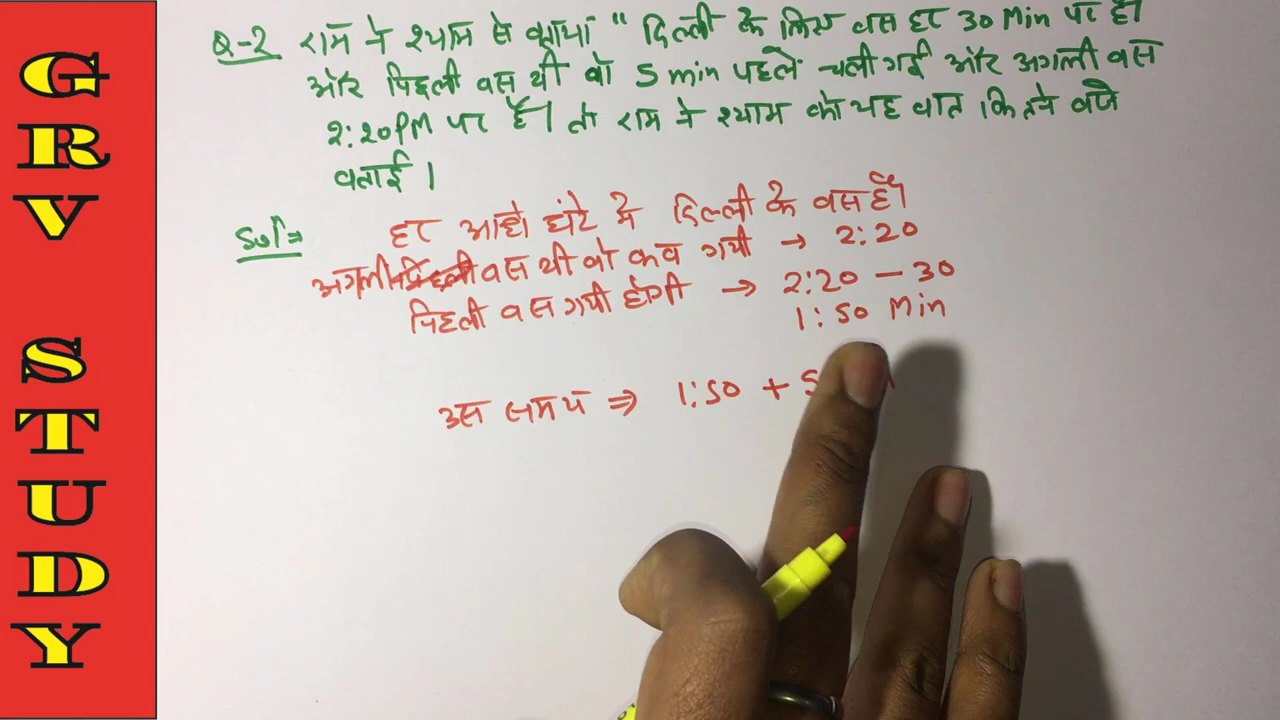 GRV STUDY
Q-2 राम ने श्याम से बताया " दिल्ली के लिए बस हर 30 Min पर है।
और पिछली बस थी वो 5 min पहले चली गई और अगली बस
2:20PM पर है। तो राम ने श्याम को यह बात कितने बजे
बताई।
Sol= हर आधे घंटे में दिल्ली के बस है।
अगली बस थी वो कब गयी → 2:20
पिछली बस गयी होगी → 2:20 - 30
1:50 Min
उस समय ⇒ 1:50 + 5